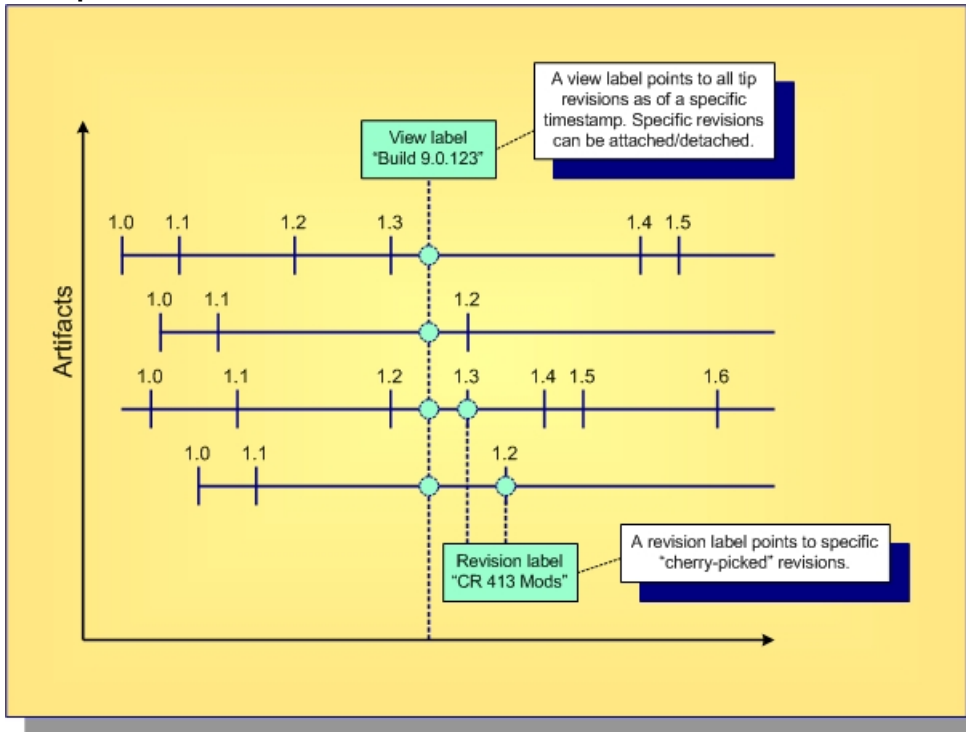 A view label points to all tip
revisions as of a specific
timestamp. Specific revisions
can be attached/detached.
View label
“Build 9.0.123”
1.0 1.1 1.2 1.3 1.4 1.5
1.0 1.1 1.2
Artifacts
1.0 1.1 1.2 1.3 1.4 1.5 1.6
1.0 1.1 1.2
Revision label
“CR 413 Mods”
A revision label points to specific
“cherry-picked” revisions.